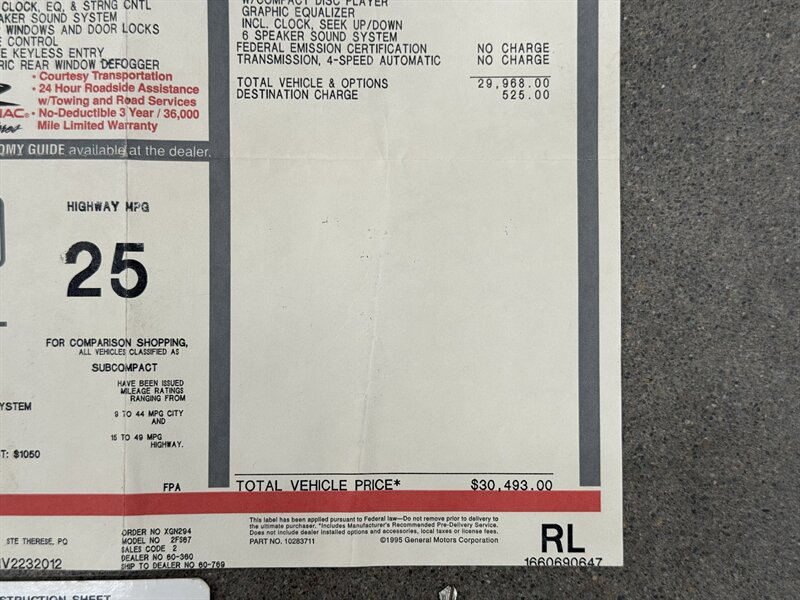 CLOCK, EQ, & STRNG CNTL
AKER SOUND SYSTEM
WINDOWS AND DOOR LOCKS
E CONTROL
E KEYLESS ENTRY
RIC REAR WINDOW DEFOGGER
• Courtesy Transportation
• 24 Hour Roadside Assistance
w/Towing and Road Services
• No-Deductible 3 Year / 36,000
Mile Limited Warranty
IAC®
OMY GUIDE available at the dealer.
HIGHWAY MPG
25
FOR COMPARISON SHOPPING,
ALL VEHICLES CLASSIFIED AS
SUBCOMPACT
HAVE BEEN ISSUED
MILEAGE RATINGS
RANGING FROM
9 TO 44 MPG CITY
AND
15 TO 49 MPG
HIGHWAY.
YSTEM
T: $1050
FPA
W/COMPACT DISC PLAYER
GRAPHIC EQUALIZER
INCL. CLOCK, SEEK UP/DOWN
6 SPEAKER SOUND SYSTEM
FEDERAL EMISSION CERTIFICATION NO CHARGE
TRANSMISSION, 4-SPEED AUTOMATIC NO CHARGE
TOTAL VEHICLE & OPTIONS 29,968.00
DESTINATION CHARGE 525.00
TOTAL VEHICLE PRICE* $30,493.00
STE THERESE, PQ
V2232012
ORDER NO XGN294
MODEL NO 2FS87
SALES CODE 2
DEALER NO 60-360
SHIP TO DEALER NO 60-769
This label has been applied pursuant to Federal law—Do not remove prior to delivery to
the ultimate purchaser. *Includes Manufacturer's Recommended Pre-Delivery Service.
Does not include dealer installed options and accessories, local taxes or license fees.
PART NO. 10283711 ©1995 General Motors Corporation
RL
1660690647
STRUCTION SHEET